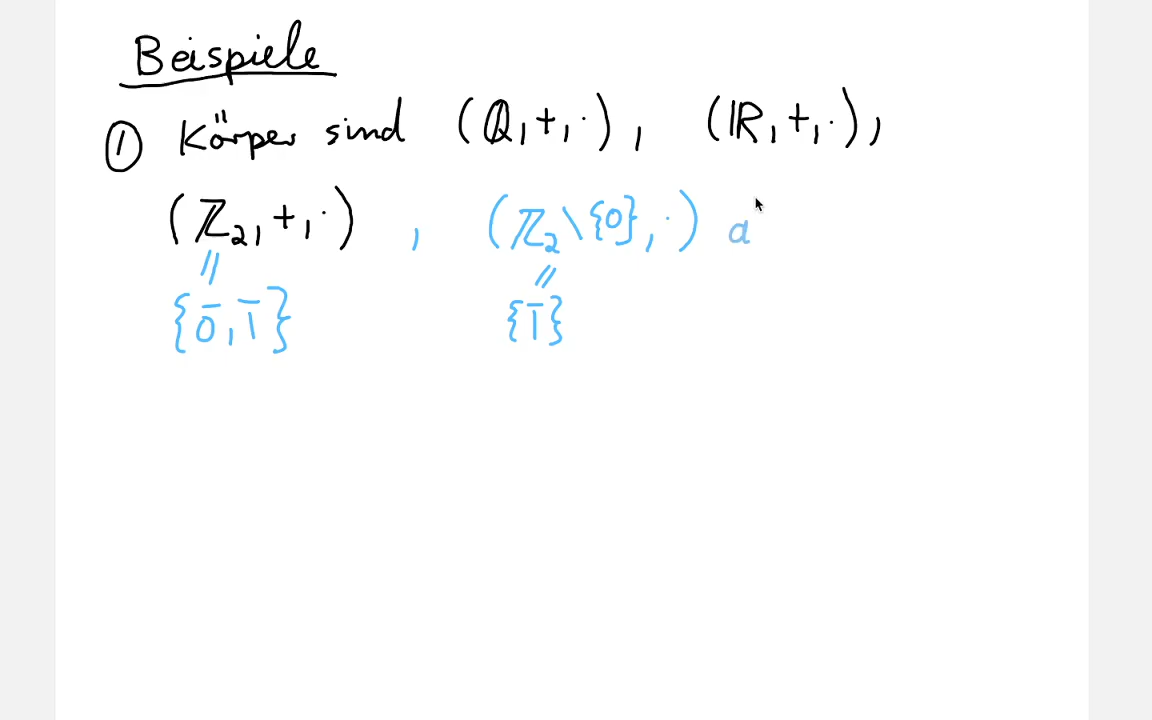 Beispiele
① Körper sind (ℚ, +, ·), (ℝ, +, ·),
(ℤ₂, +, ·) , (ℤ₂ \ {0}, ·) a
= =
{0̄, 1̄} {1̄}